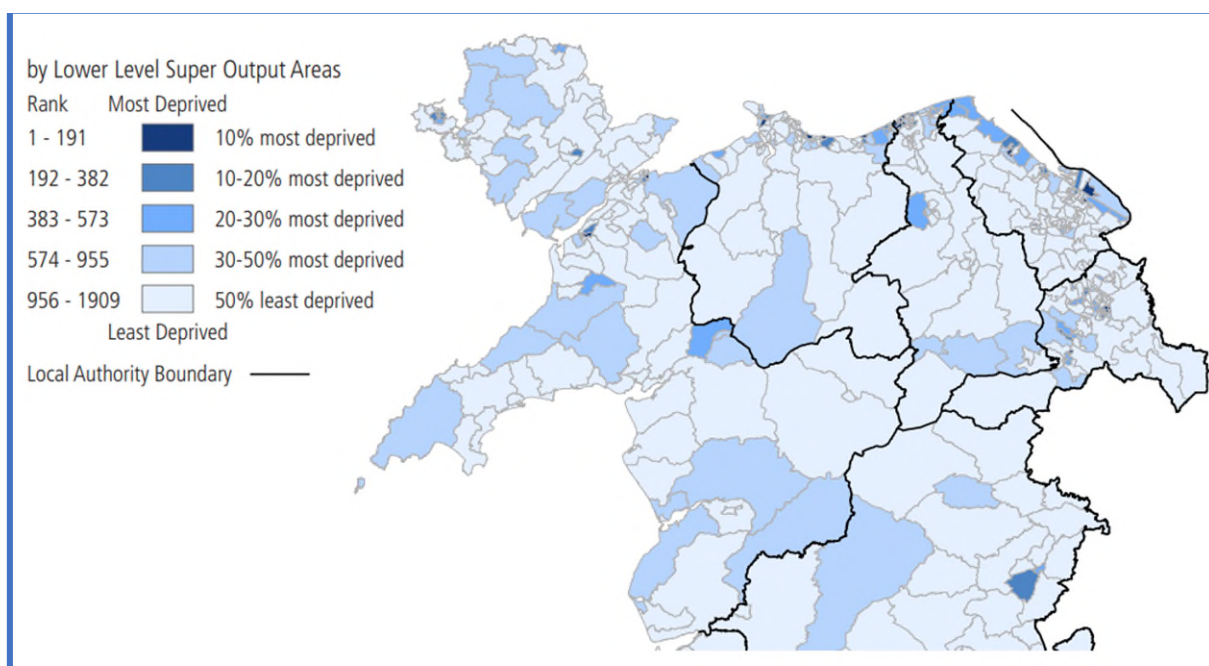 by Lower Level Super Output Areas
Rank Most Deprived
1 - 191 10% most deprived
192 - 382 10-20% most deprived
383 - 573 20-30% most deprived
574 - 955 30-50% most deprived
956 - 1909 50% least deprived
Least Deprived
Local Authority Boundary